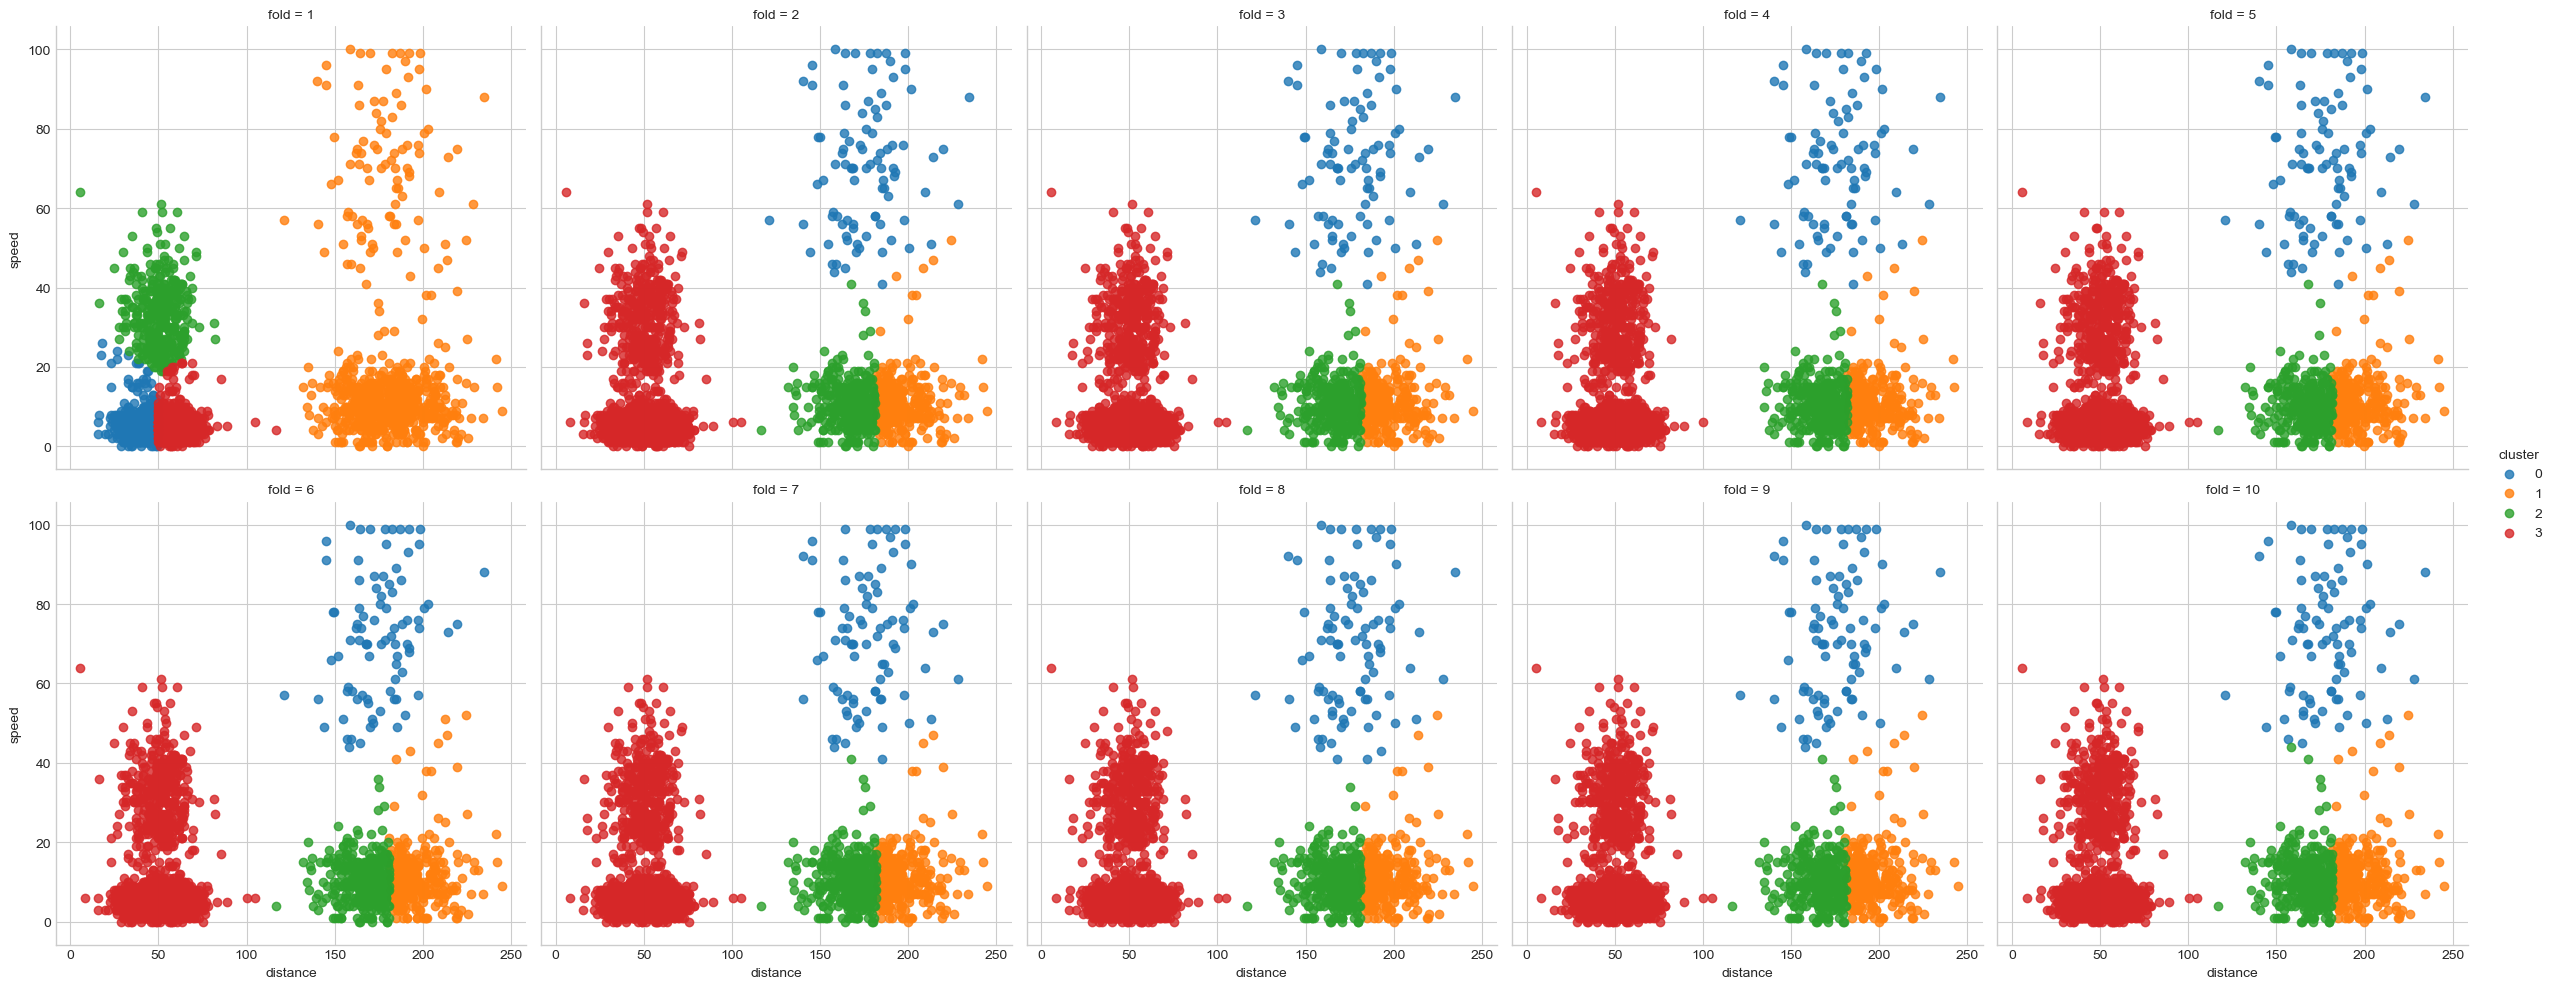 fold = 1
fold = 2
fold = 3
fold = 4
fold = 5
100
80
60
40
20
0
speed
cluster
0
1
2
3
fold = 6
fold = 7
fold = 8
fold = 9
fold = 10
100
80
60
40
20
0
speed
0 50 100 150 200 250
0 50 100 150 200 250
0 50 100 150 200 250
0 50 100 150 200 250
0 50 100 150 200 250
distance
distance
distance
distance
distance